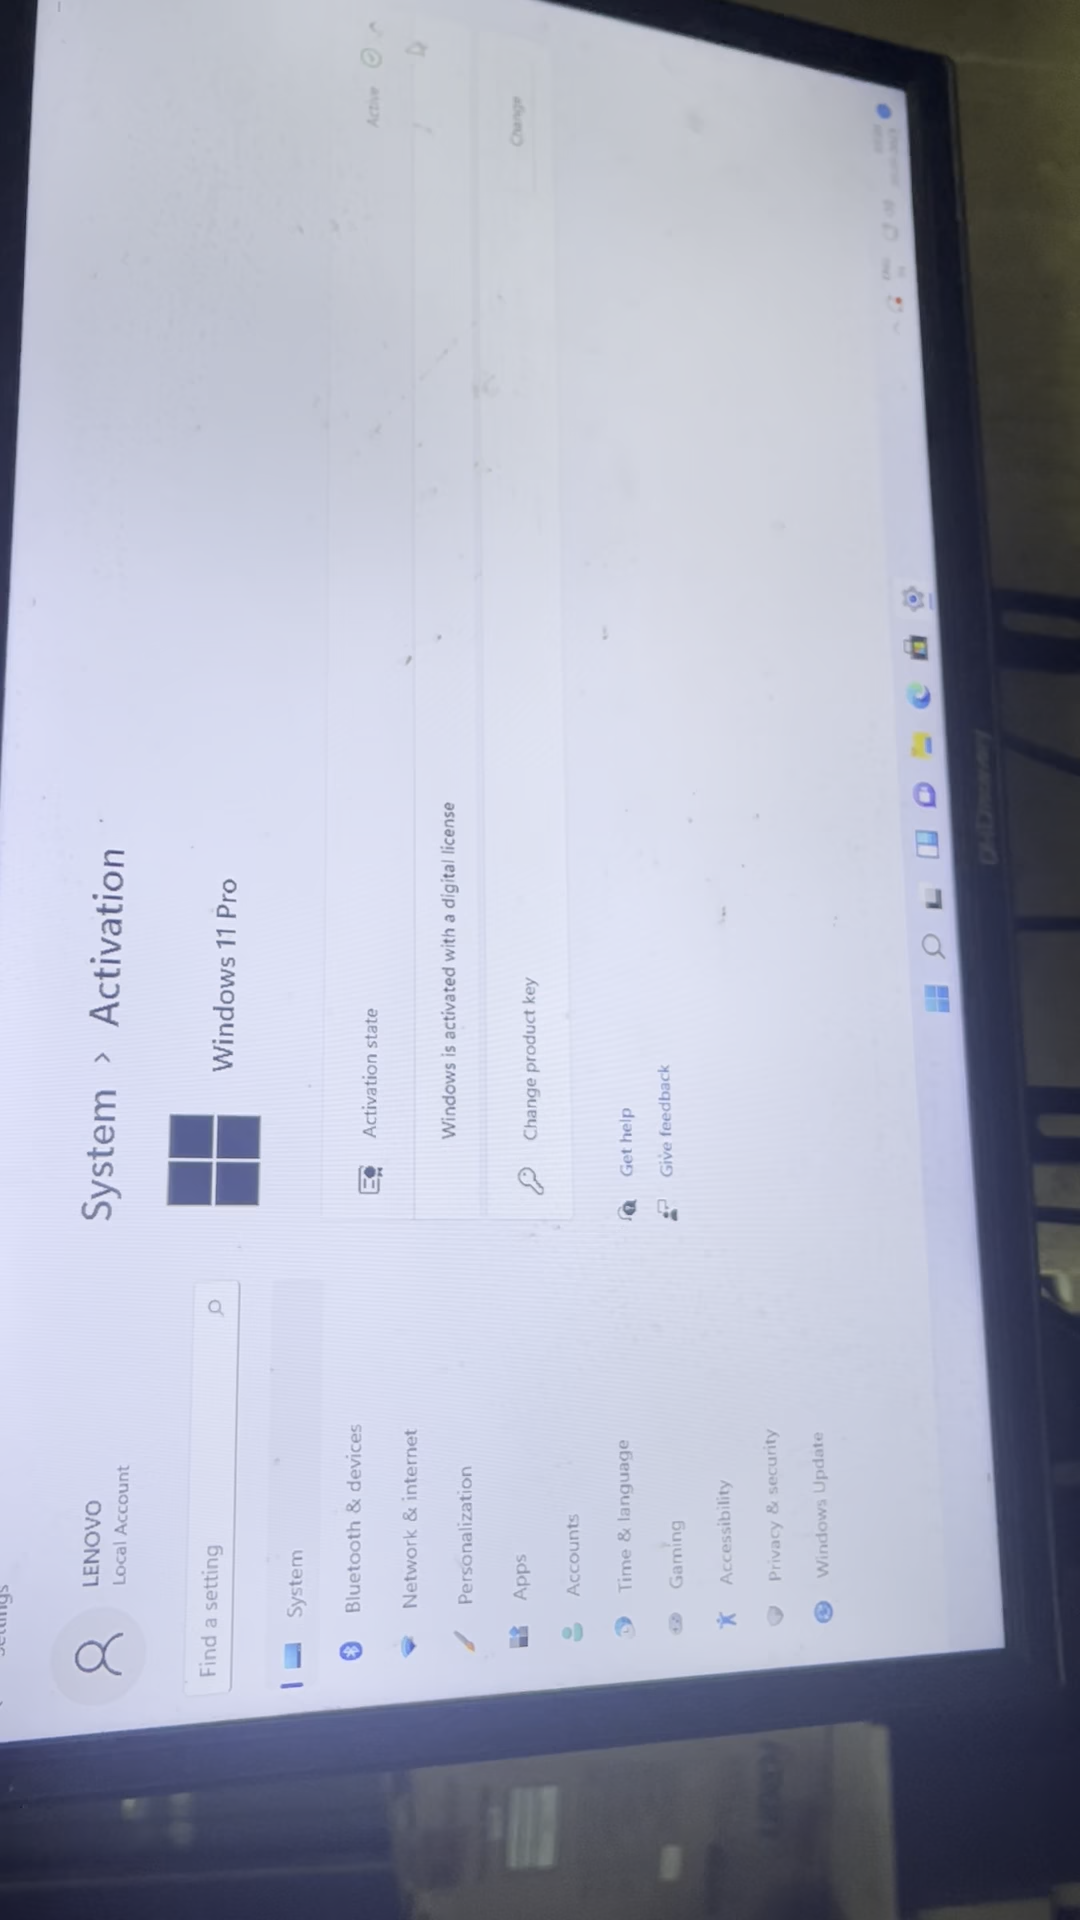 LENOVO
Local Account
Find a setting
System
Bluetooth & devices
Network & internet
Personalization
Apps
Accounts
Time & language
Gaming
Accessibility
Privacy & security
Windows Update
System > Activation
Windows 11 Pro
Activation state
Active
Windows is activated with a digital license
Change product key
Change
Get help
Give feedback
ENG
IN